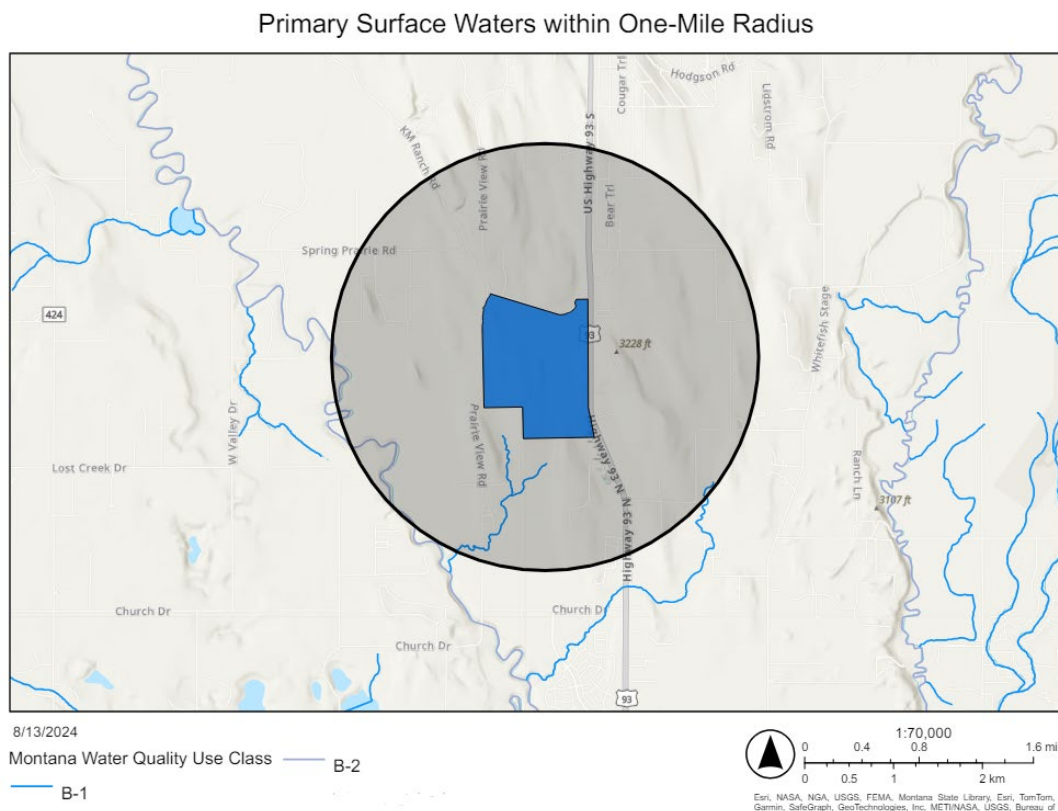 Primary Surface Waters within One-Mile Radius
Hodgson Rd
Cougar Trl
Lidstrom Rd
KM Ranch Rd
Prairie View Rd
US Highway 93 S
Bear Trl
Spring Prairie Rd
424
93
3228 ft
Whitefish Stage
W Valley Dr
Prairie View Rd
Highway 93 N
Lost Creek Dr
Ranch Ln
3107 ft
N
Highway 93 N
Church Dr
Church Dr
Church Dr
93
8/13/2024
Montana Water Quality Use Class
B-2
B-1
1:70,000
0 0.4 0.8 1.6 mi
0 0.5 1 2 km
Esri, NASA, NGA, USGS, FEMA, Montana State Library, Esri, TomTom,
Garmin, SafeGraph, GeoTechnologies, Inc, METI/NASA, USGS, Bureau of